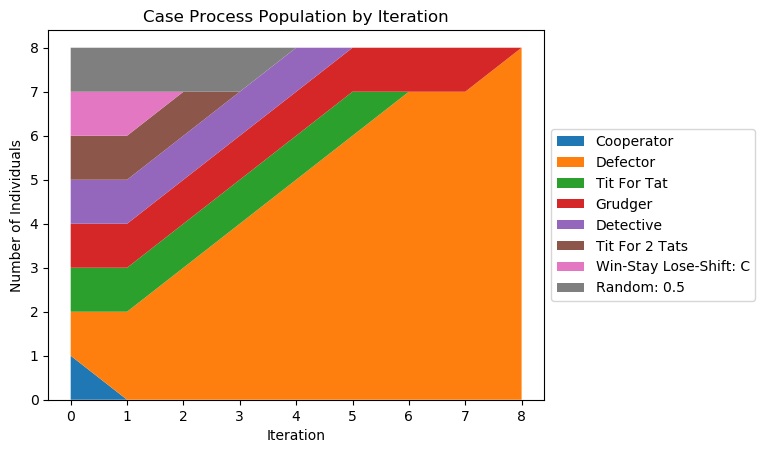 Case Process Population by Iteration
Number of Individuals
8
7
6
5
4
3
2
1
0
0 1 2 3 4 5 6 7 8
Iteration
Cooperator
Defector
Tit For Tat
Grudger
Detective
Tit For 2 Tats
Win-Stay Lose-Shift: C
Random: 0.5